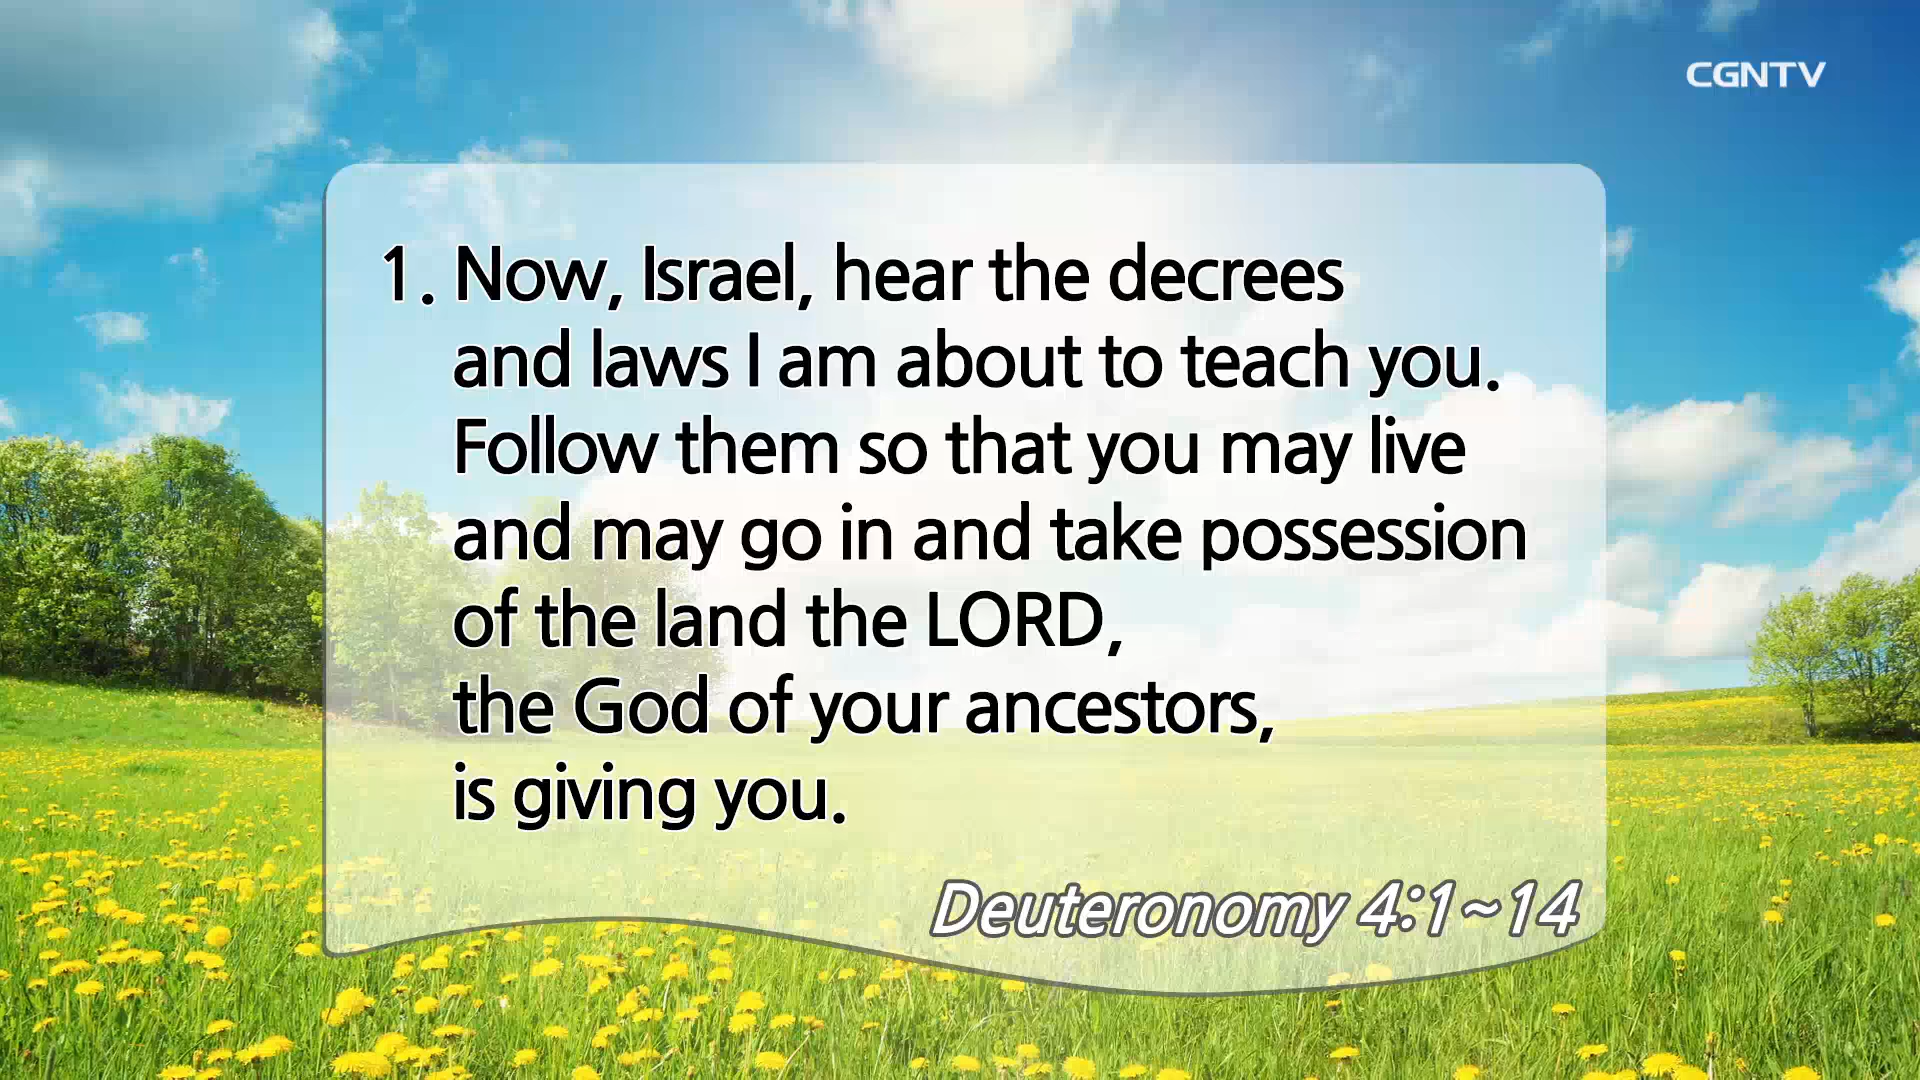 CGNTV
1. Now, Israel, hear the decrees
and laws I am about to teach you.
Follow them so that you may live
and may go in and take possession
of the land the LORD,
the God of your ancestors,
is giving you.
Deuteronomy 4:1~14